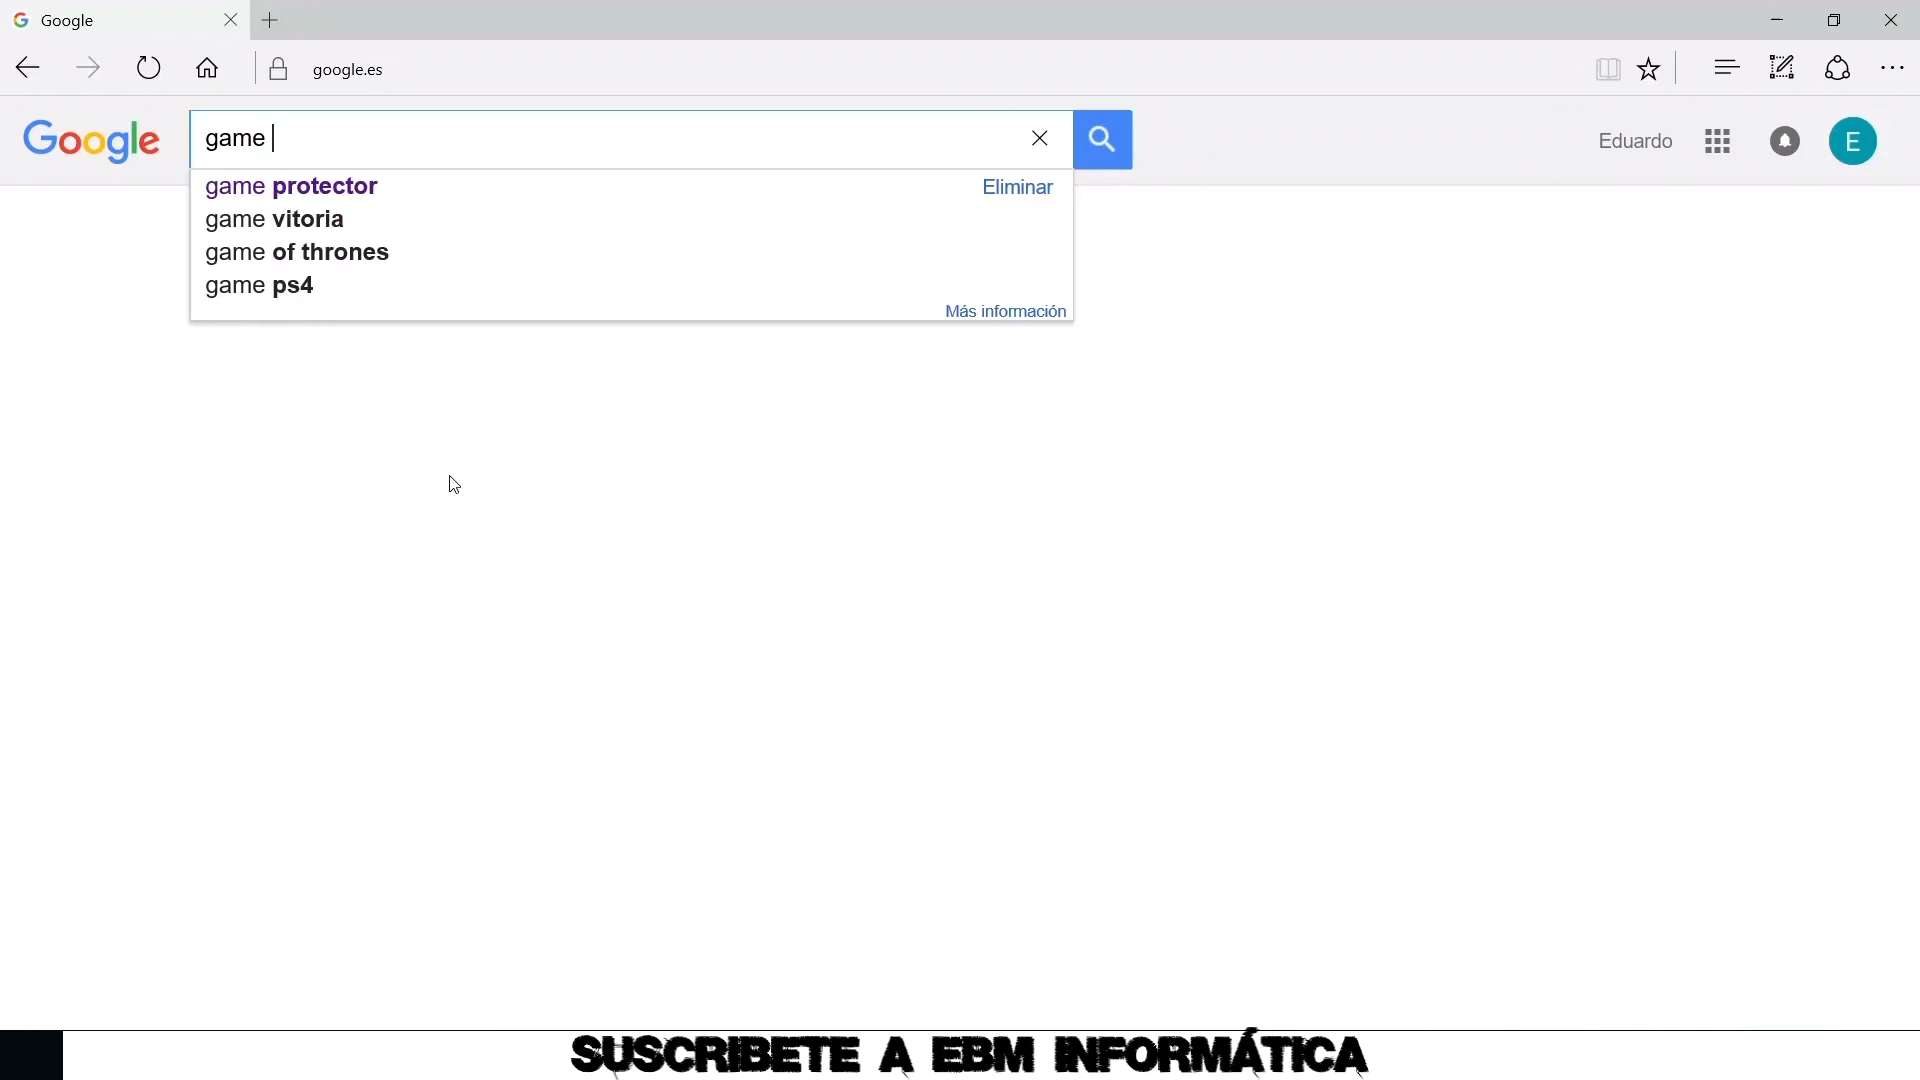 Google
google.es
Google
game
Eduardo
E
game protector
Eliminar
game vitoria
game of thrones
game ps4
Más información
SUSCRIBETE A EBM INFORMÁTICA